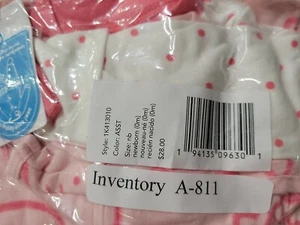 Style: 1K413010
Color: ASST
Size: nb
newborn (0m)
nouveau-né (0m)
recién nacido (0m)
$28.00
1 94135 09630 1
Inventory A-811